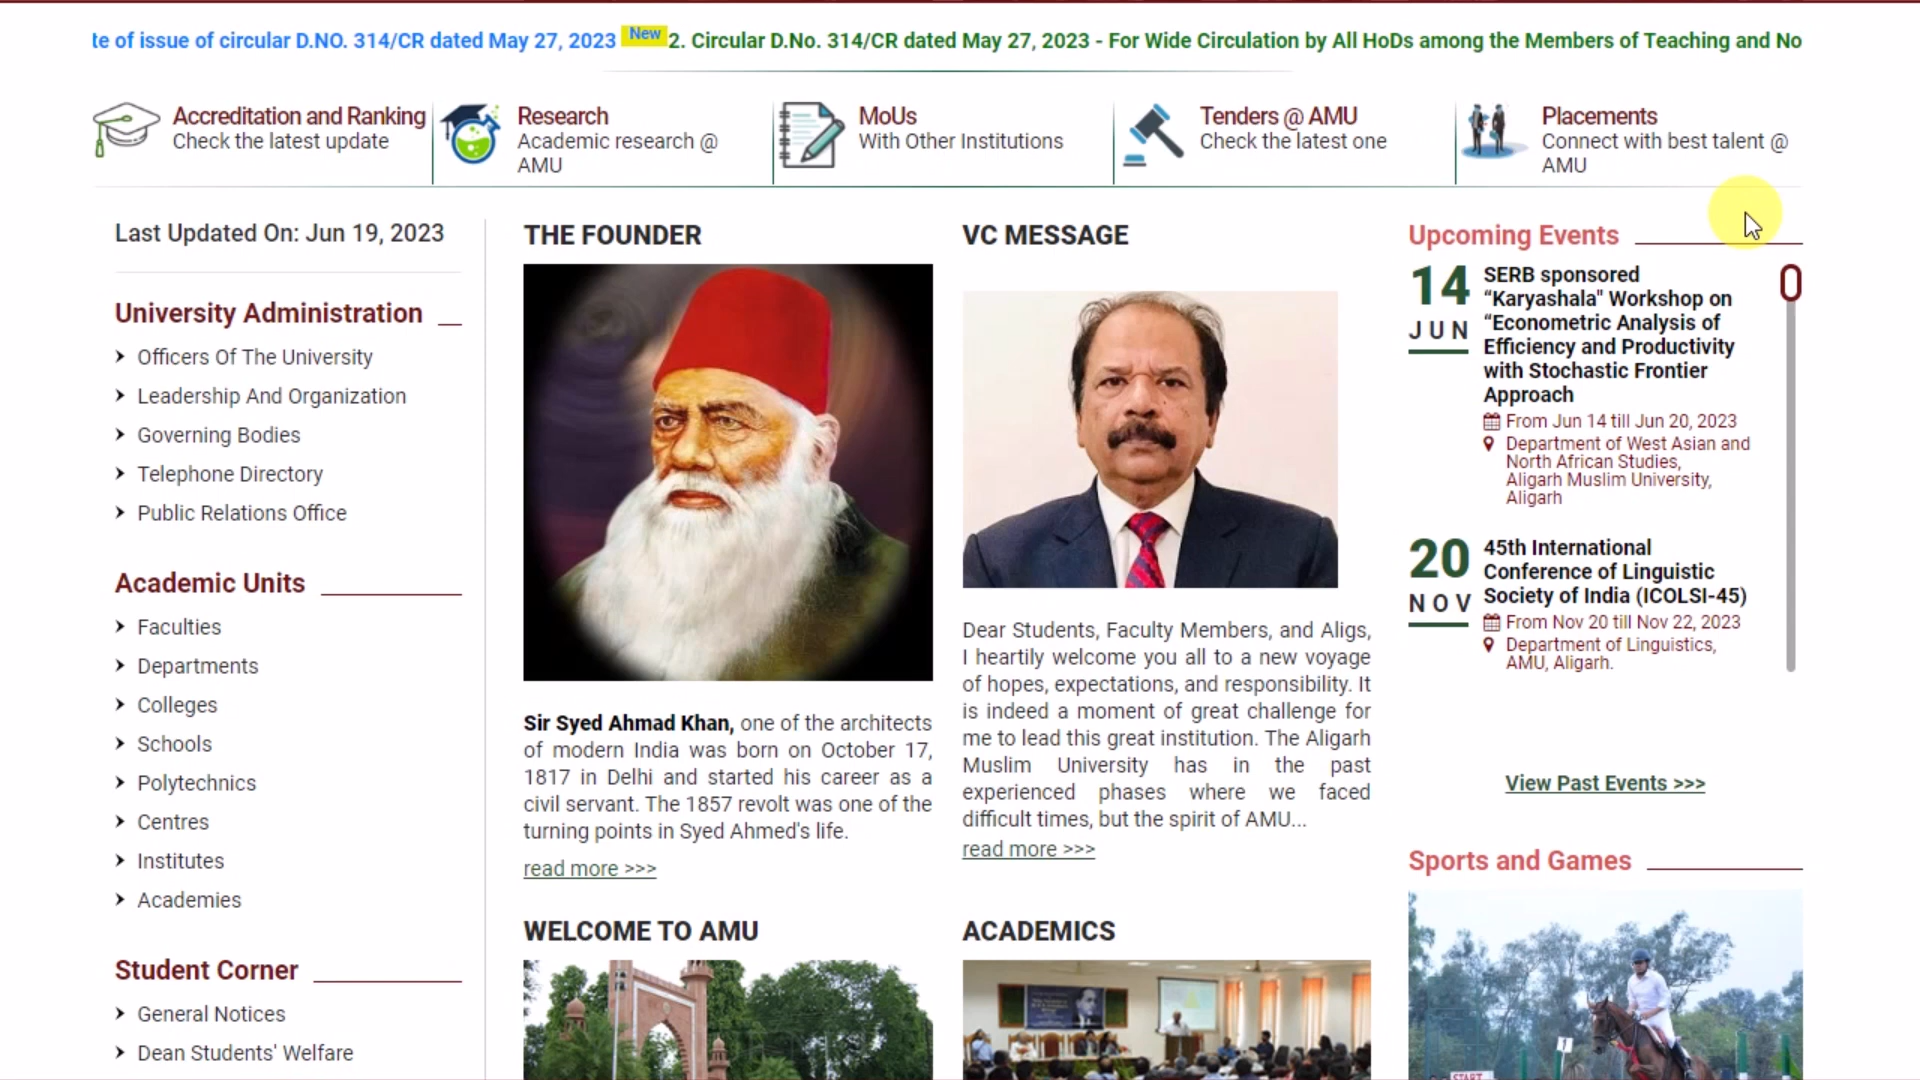 te of issue of circular D.NO. 314/CR dated May 27, 2023 New 2. Circular D.No. 314/CR dated May 27, 2023 - For Wide Circulation by All HoDs among the Members of Teaching and No
Accreditation and Ranking
Check the latest update
Research
Academic research @
AMU
MoUs
With Other Institutions
Tenders @ AMU
Check the latest one
Placements
Connect with best talent @
AMU
Last Updated On: Jun 19, 2023
University Administration
Officers Of The University
Leadership And Organization
Governing Bodies
Telephone Directory
Public Relations Office
Academic Units
Faculties
Departments
Colleges
Schools
Polytechnics
Centres
Institutes
Academies
Student Corner
General Notices
Dean Students' Welfare
THE FOUNDER
Sir Syed Ahmad Khan, one of the architects
of modern India was born on October 17,
1817 in Delhi and started his career as a
civil servant. The 1857 revolt was one of the
turning points in Syed Ahmed's life.
read more >>>
WELCOME TO AMU
VC MESSAGE
Dear Students, Faculty Members, and Aligs,
I heartily welcome you all to a new voyage
of hopes, expectations, and responsibility. It
is indeed a moment of great challenge for
me to lead this great institution. The Aligarh
Muslim University has in the past
experienced phases where we faced
difficult times, but the spirit of AMU...
read more >>>
ACADEMICS
Upcoming Events
14
JUN
SERB sponsored
“Karyashala" Workshop on
“Econometric Analysis of
Efficiency and Productivity
with Stochastic Frontier
Approach
From Jun 14 till Jun 20, 2023
Department of West Asian and
North African Studies,
Aligarh Muslim University,
Aligarh
20
NOV
45th International
Conference of Linguistic
Society of India (ICOLSI-45)
From Nov 20 till Nov 22, 2023
Department of Linguistics,
AMU, Aligarh.
View Past Events >>>
Sports and Games
1
START